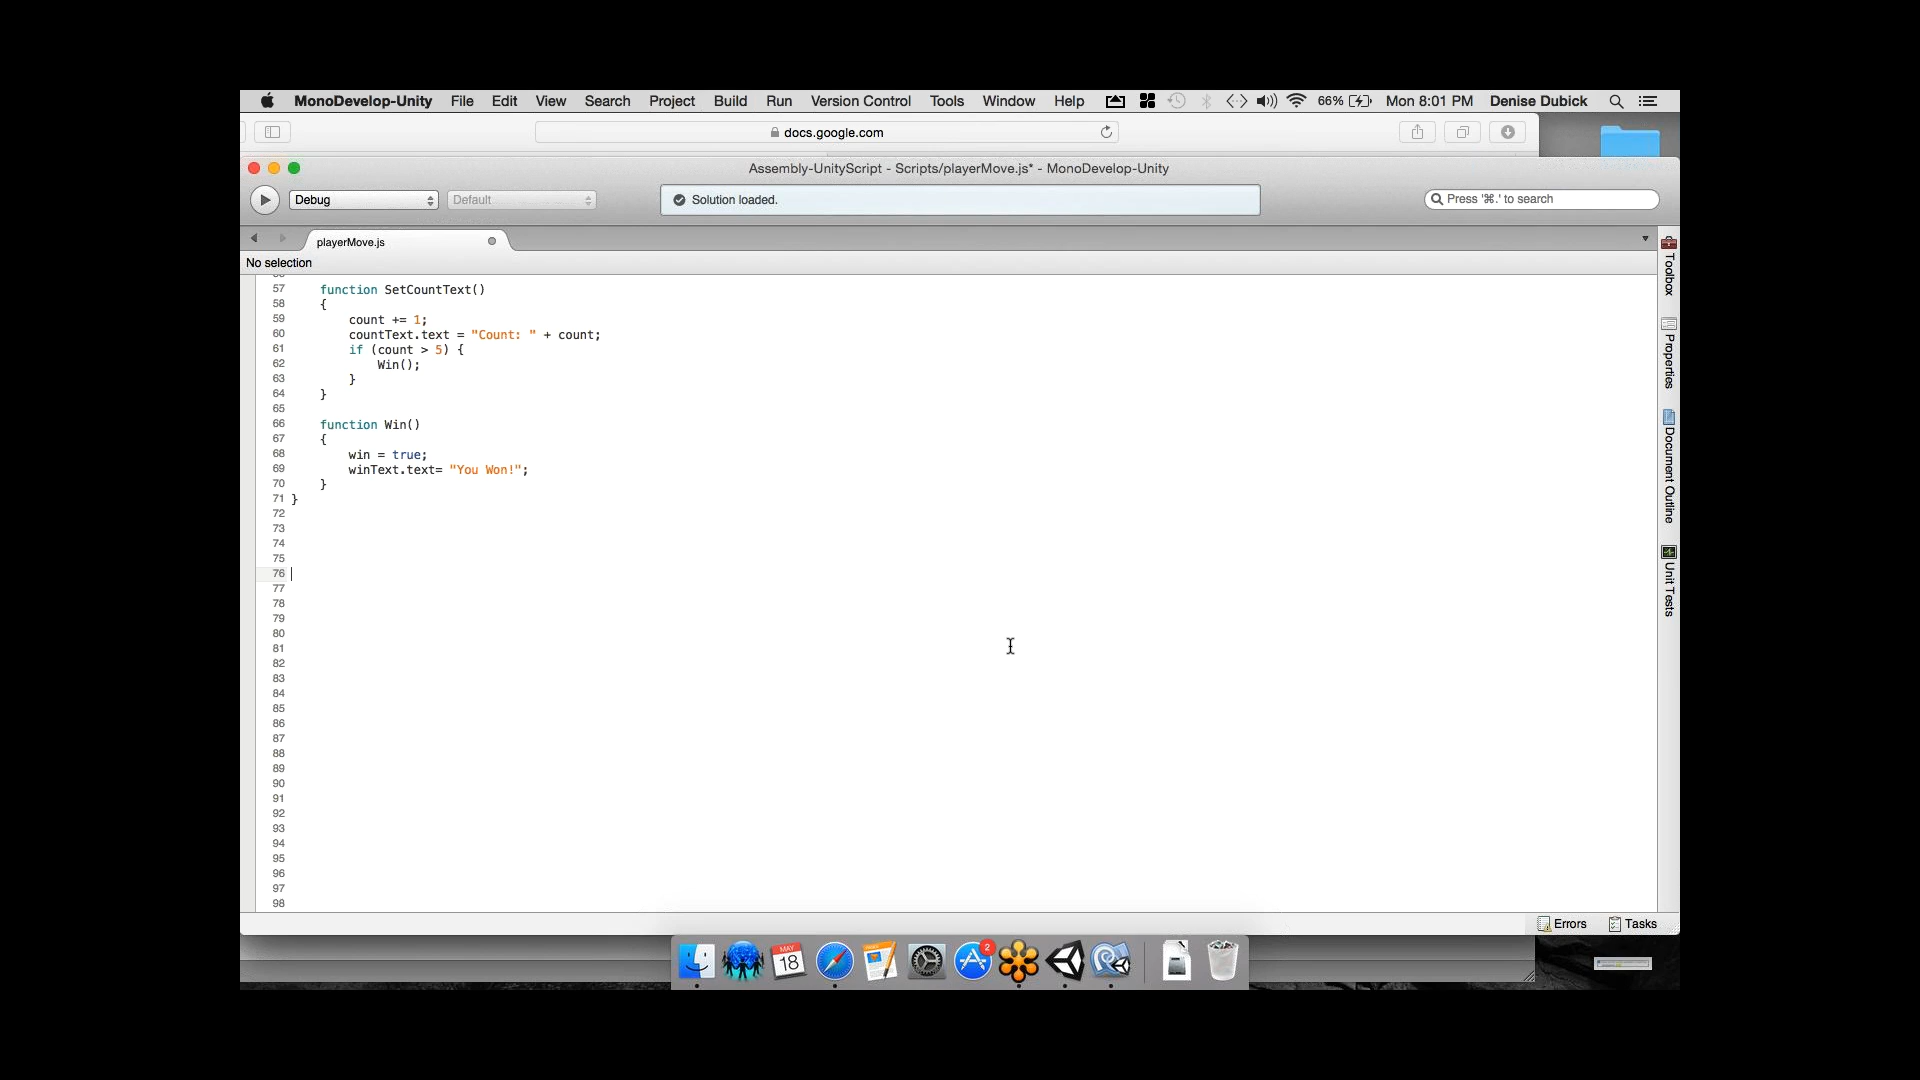 MonoDevelop-Unity File Edit View Search Project Build Run Version Control Tools Window Help 66% Mon 8:01 PM Denise Dubick
docs.google.com
Assembly-UnityScript - Scripts/playerMove.js* - MonoDevelop-Unity
Debug Default Solution loaded. Press '⌘.' to search
playerMove.js
No selection
57 function SetCountText()
58 {
59 count += 1;
60 countText.text = "Count: " + count;
61 if (count > 5) {
62 Win();
63 }
64 }
65
66 function Win()
67 {
68 win = true;
69 winText.text= "You Won!";
70 }
71 }
72
73
74
75
76
77
78
79
80
81
82
83
84
85
86
87
88
89
90
91
92
93
94
95
96
97
98
Toolbox
Properties
Document Outline
Unit Tests
Errors Tasks
MAY
18
2